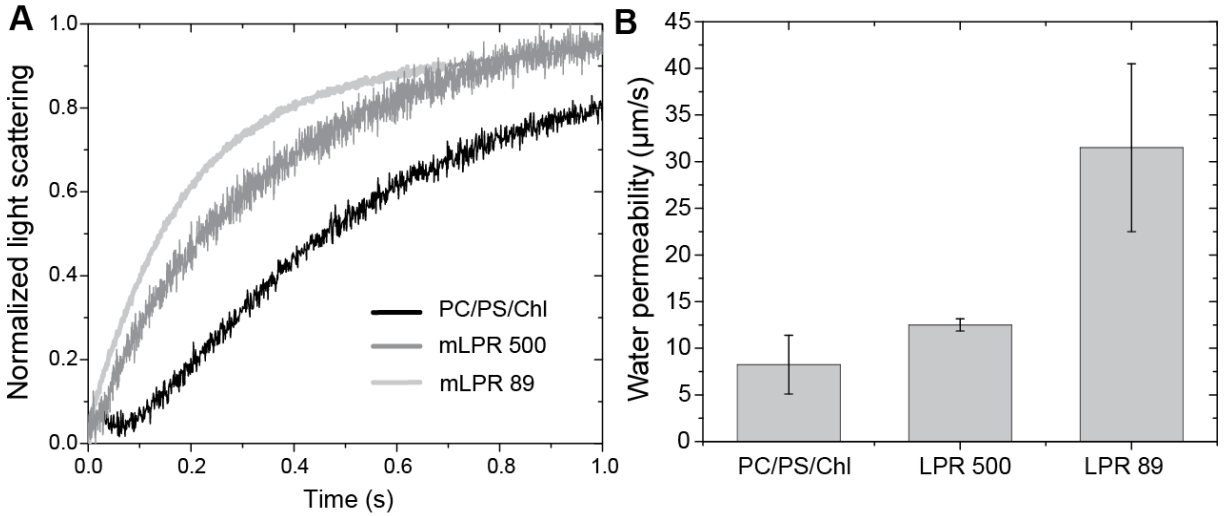 A
Normalized light scattering
1.0
0.8
0.6
0.4
0.2
0.0
PC/PS/Chl
mLPR 500
mLPR 89
0.0 0.2 0.4 0.6 0.8 1.0
Time (s)
B
Water permeability (µm/s)
45
40
35
30
25
20
15
10
5
0
PC/PS/Chl LPR 500 LPR 89